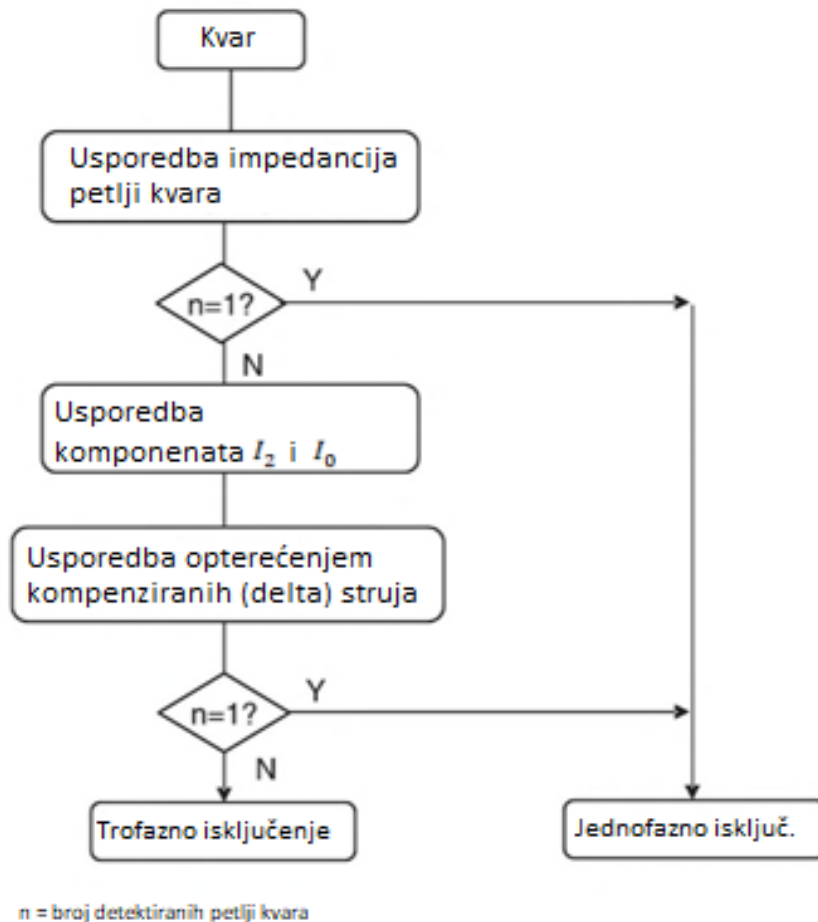 Kvar
Usporedba impedancija
petlji kvara
n=1?
Y
N
Usporedba
komponenata I₂ i I₀
Usporedba opterećenjem
kompenziranih (delta) struja
n=1?
Y
N
Trofazno isključenje
Jednofazno isključ.
n = broj detektiranih petlji kvara